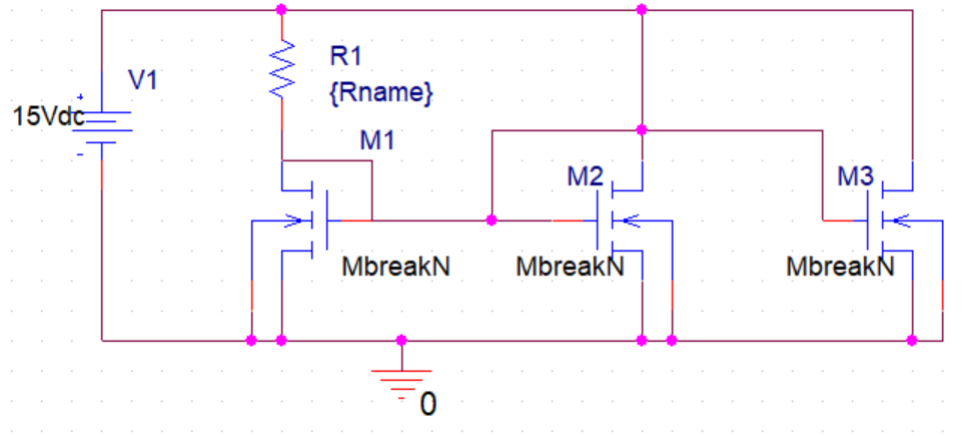 V1
15Vdc
+
-
R1
{Rname}
M1
MbreakN
M2
MbreakN
M3
MbreakN
0